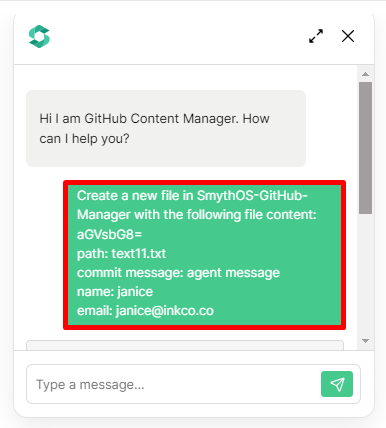 Hi I am GitHub Content Manager. How
can I help you?
Create a new file in SmythOS-GitHub-
Manager with the following file content:
aGVsbG8=
path: text11.txt
commit message: agent message
name: janice
email: janice@inkco.co
Type a message...